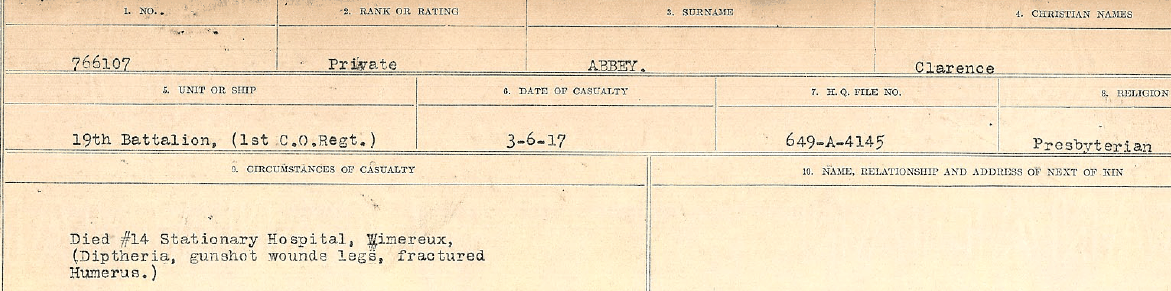 1. NO. 2. RANK OR RATING 3. SURNAME 4. CHRISTIAN NAMES
766107 Private ABBEY. Clarence
5. UNIT OR SHIP 6. DATE OF CASUALTY 7. H. Q. FILE NO. 8. RELIGION
19th Battalion, (1st C.O.Regt.) 3-6-17 649-A-4145 Presbyterian
9. CIRCUMSTANCES OF CASUALTY 10. NAME, RELATIONSHIP AND ADDRESS OF NEXT OF KIN
Died #14 Stationary Hospital, Wimereux,
(Diptheria, gunshot wounds legs, fractured
Humerus.)